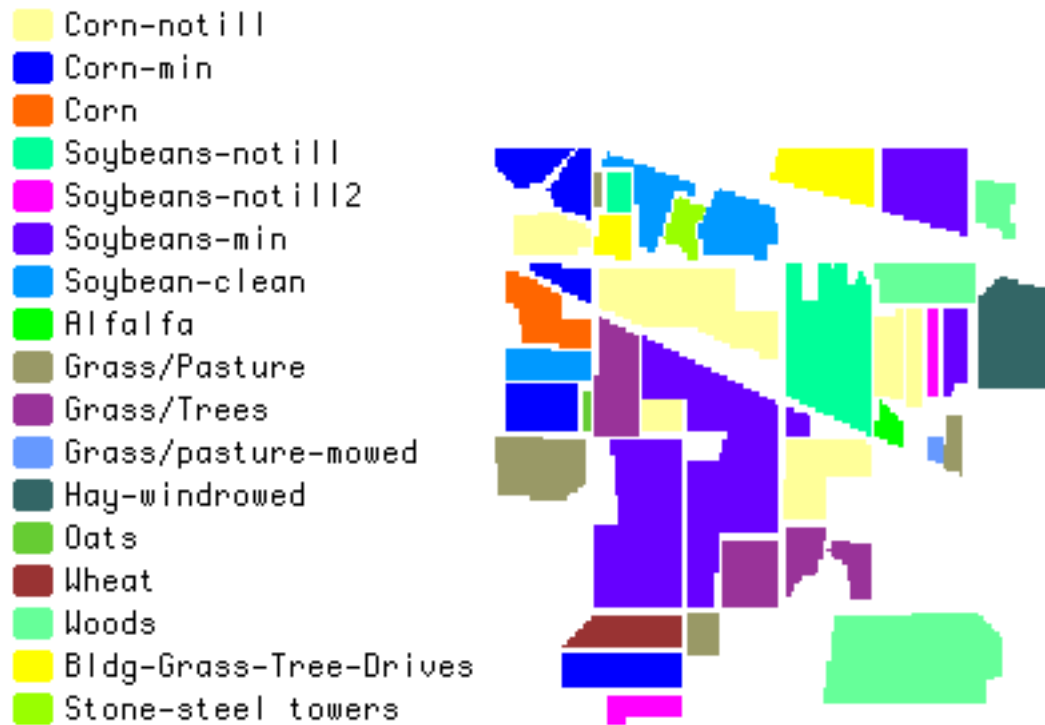 Corn-notill
Corn-min
Corn
Soybeans-notill
Soybeans-notill2
Soybeans-min
Soybean-clean
Alfalfa
Grass/Pasture
Grass/Trees
Grass/pasture-mowed
Hay-windrowed
Oats
Wheat
Woods
Bldg-Grass-Tree-Drives
Stone-steel towers